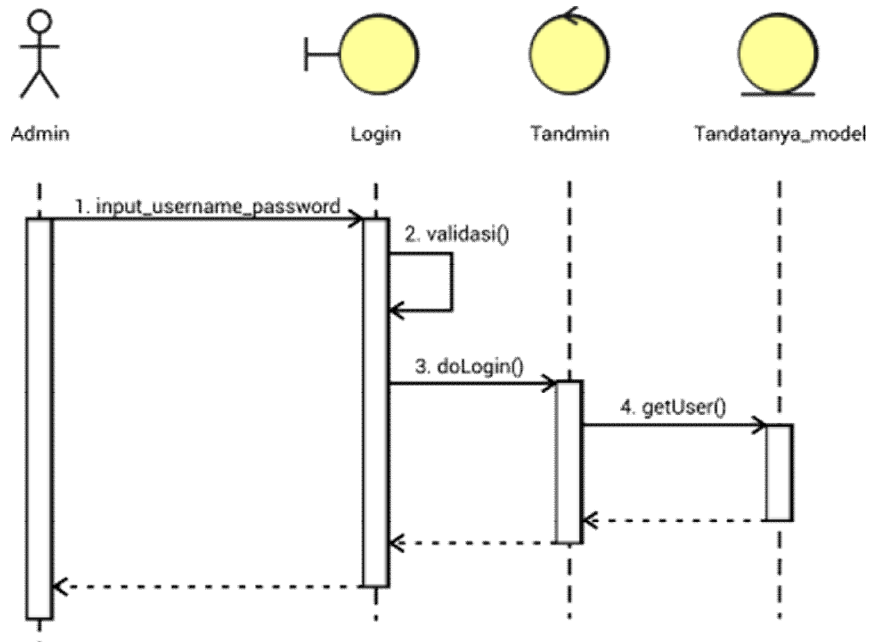 Admin
Login
Tandmin
Tandatanya_model
1. input_username_password
2. validasi()
3. doLogin()
4. getUser()